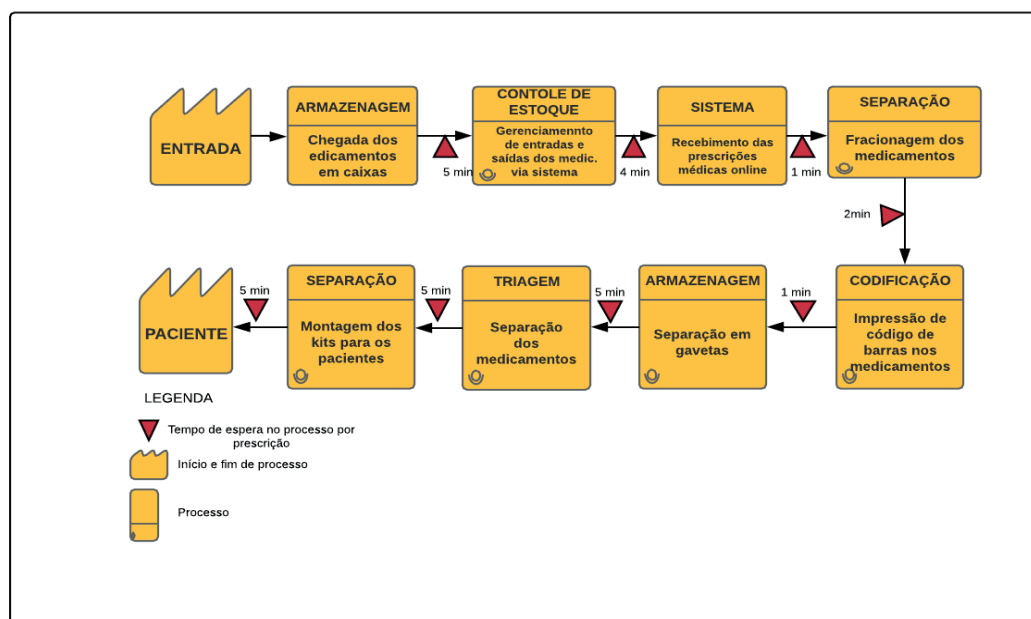 ENTRADA
ARMAZENAGEM
Chegada dos
edicamentos
em caixas
5 min
CONTOLE DE
ESTOQUE
Gerenciamennto
de entradas e
saídas dos medic.
via sistema
4 min
SISTEMA
Recebimento das
prescrições
médicas online
1 min
SEPARAÇÃO
Fracionagem dos
medicamentos
2min
CODIFICAÇÃO
Impressão de
código de
barras nos
medicamentos
1 min
ARMAZENAGEM
Separação em
gavetas
5 min
TRIAGEM
Separação
dos
medicamentos
5 min
SEPARAÇÃO
Montagem dos
kits para os
pacientes
5 min
PACIENTE
LEGENDA
Tempo de espera no processo por
prescrição
Início e fim de processo
Processo